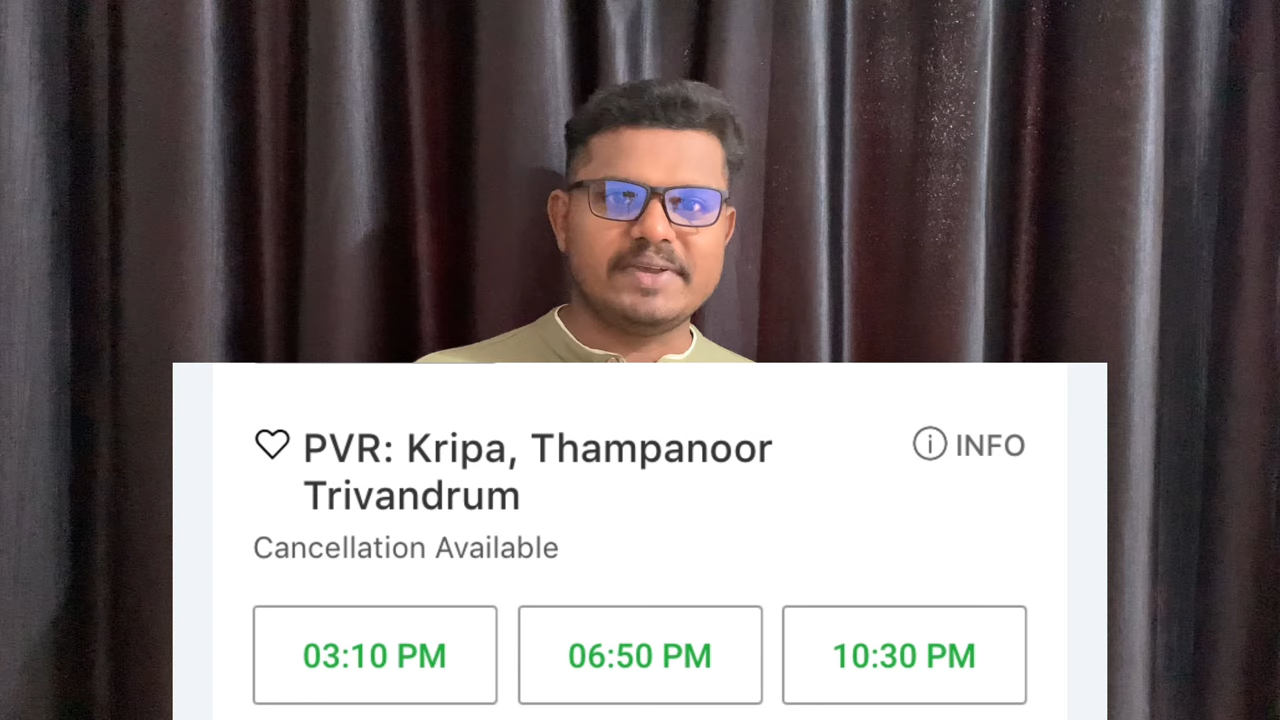 PVR: Kripa, Thampanoor
Trivandrum
INFO
Cancellation Available
03:10 PM
06:50 PM
10:30 PM